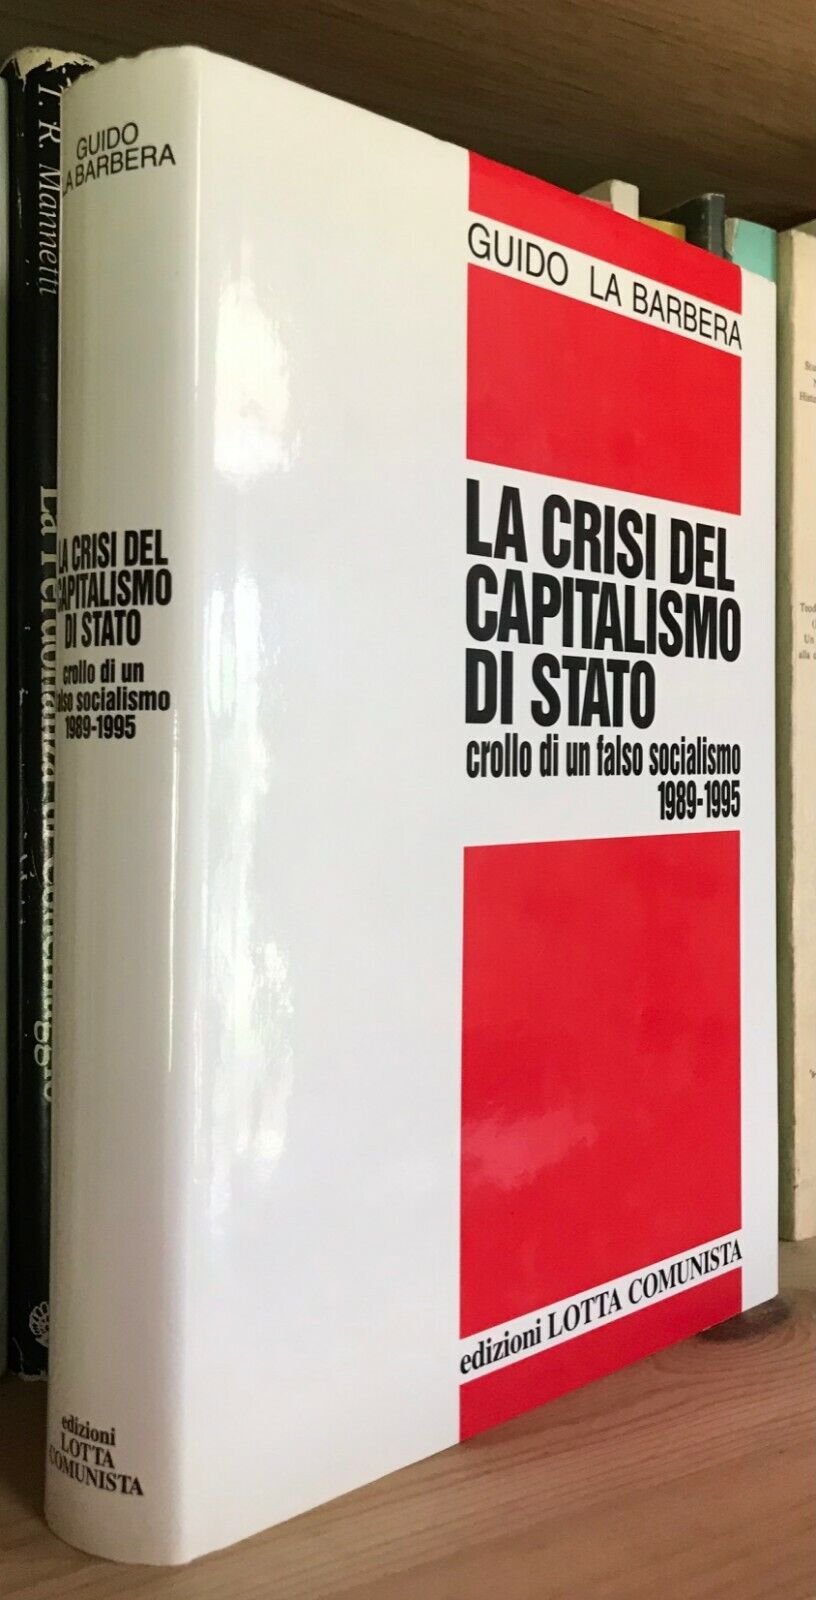 T. R. Mannetti
GUIDO
LA BARBERA
LA CRISI DEL
CAPITALISMO
DI STATO
crollo di un
falso socialismo
1989-1995
edizioni
LOTTA
COMUNISTA
GUIDO LA BARBERA
LA CRISI DEL
CAPITALISMO
DI STATO
crollo di un falso socialismo
1989-1995
edizioni LOTTA COMUNISTA